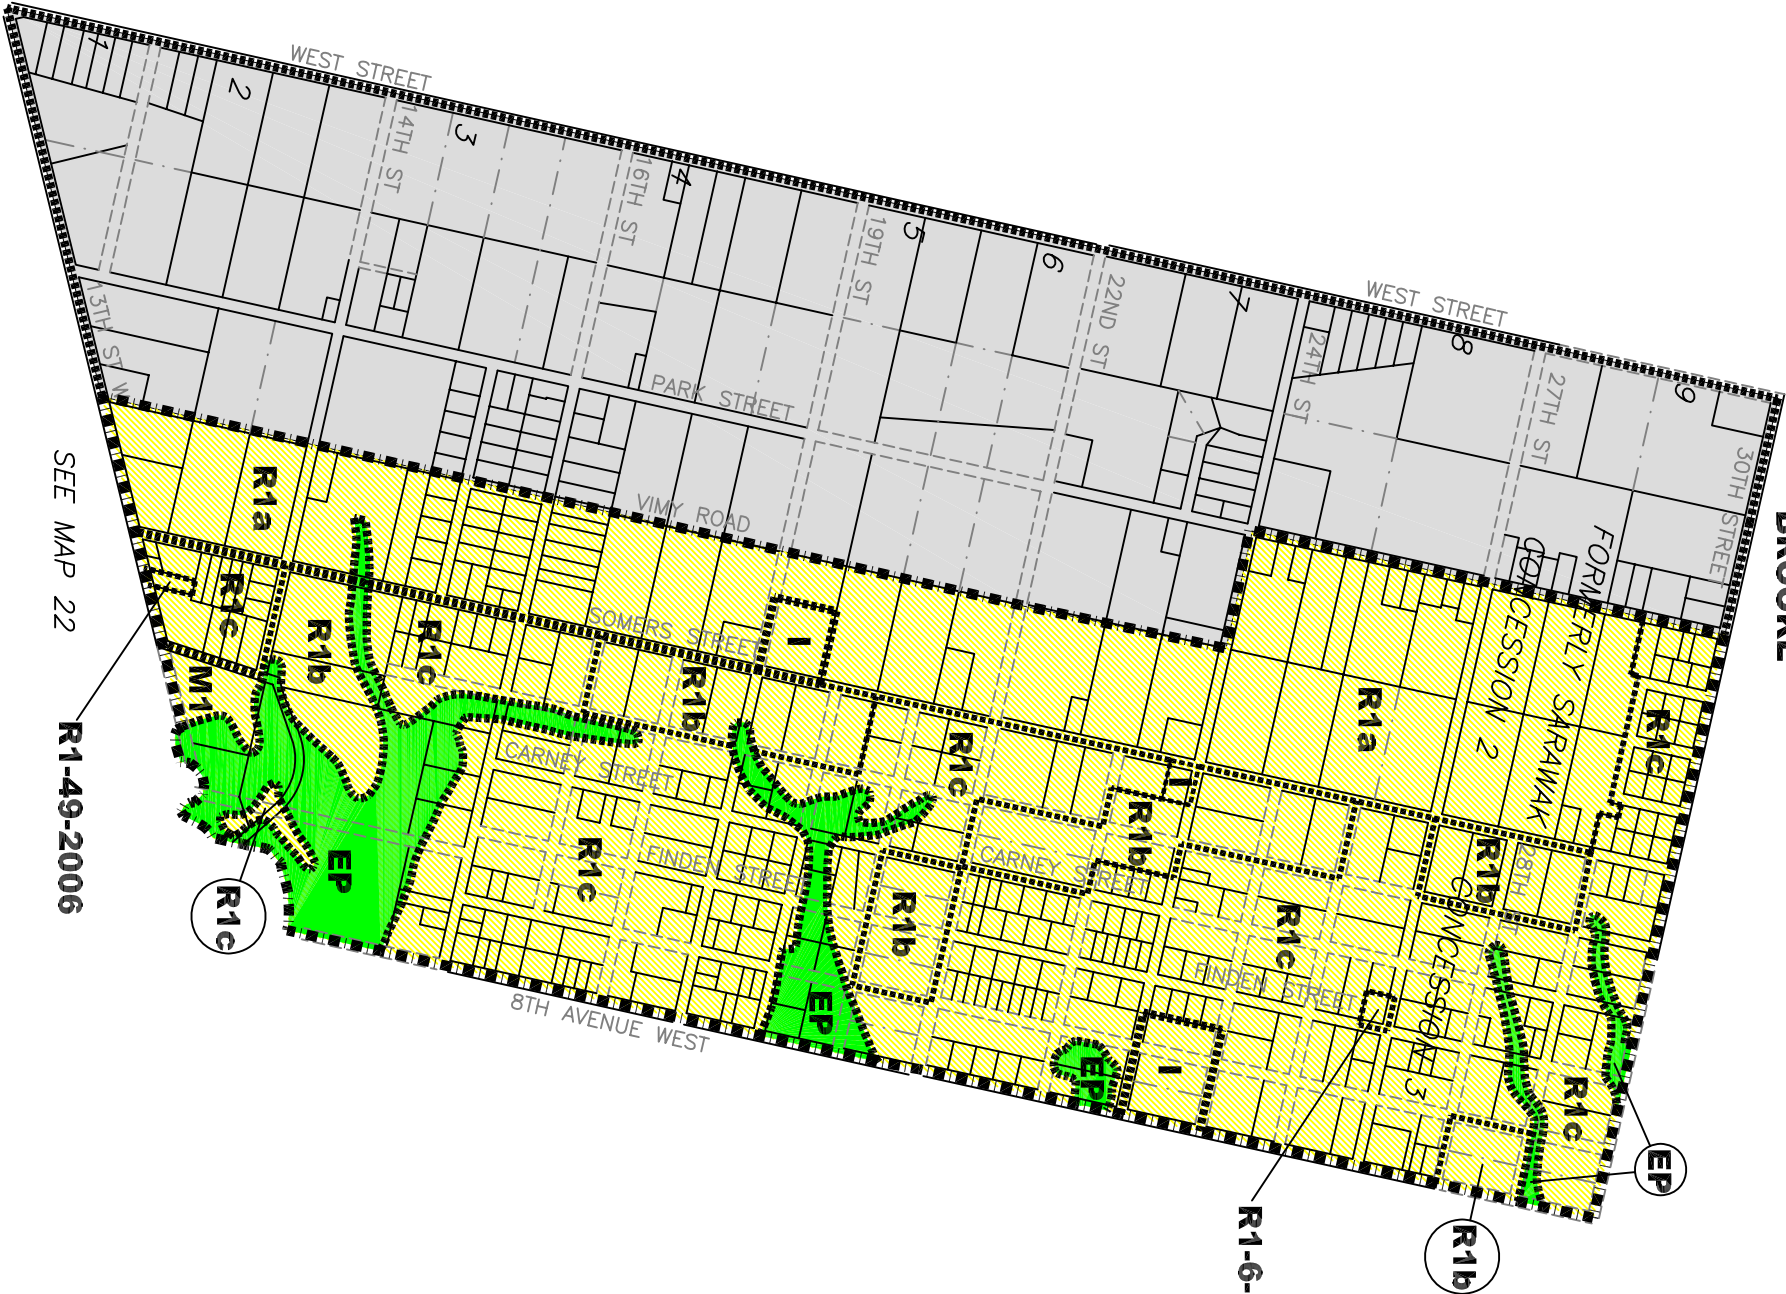 WEST STREET
WEST STREET
1
2
3
4
5
6
7
8
9
14TH ST
16TH ST
19TH ST
22ND ST
24TH ST
27TH ST
30TH STREET
13TH ST W
PARK STREET
VIMY ROAD
SOMERS STREET
FORMERLY SARAWAK
CONCESSION 2
CONCESSION 3
R1a
R1a
R1c
R1c
R1b
R1c
R1b
I
M1
R1c
I
R1b
R1b
28TH ST
CARNEY STREET
CARNEY STREET
FINDEN STREET
FINDEN STREET
R1c
R1b
R1c
EP
EP
EP
I
R1c
8TH AVENUE WEST
SEE MAP 22
R1-49-2006
R1c
EP
R1b
R1-6-